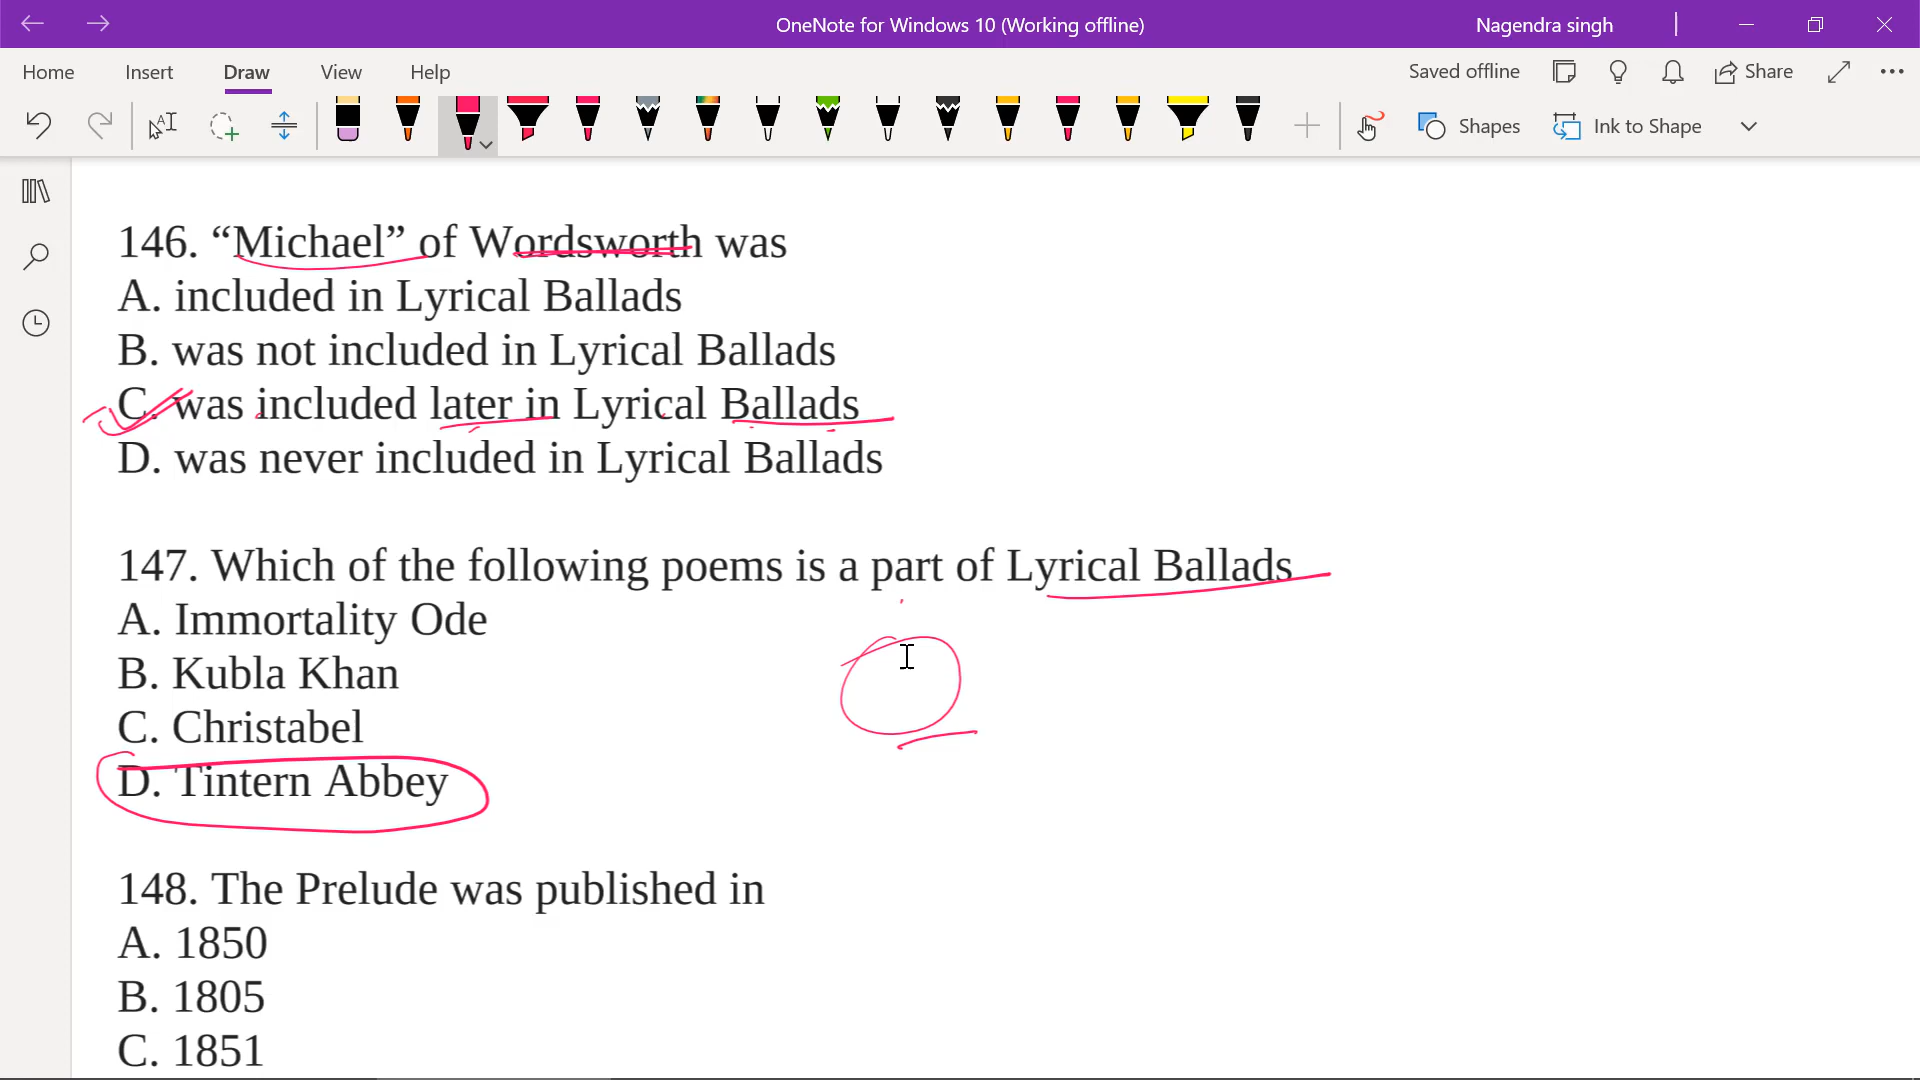 OneNote for Windows 10 (Working offline)
Nagendra singh
Home Insert Draw View Help
Saved offline Share
Shapes Ink to Shape
146. “Michael” of Wordsworth was
A. included in Lyrical Ballads
B. was not included in Lyrical Ballads
C. was included later in Lyrical Ballads
D. was never included in Lyrical Ballads
147. Which of the following poems is a part of Lyrical Ballads
A. Immortality Ode
B. Kubla Khan
C. Christabel
D. Tintern Abbey
148. The Prelude was published in
A. 1850
B. 1805
C. 1851